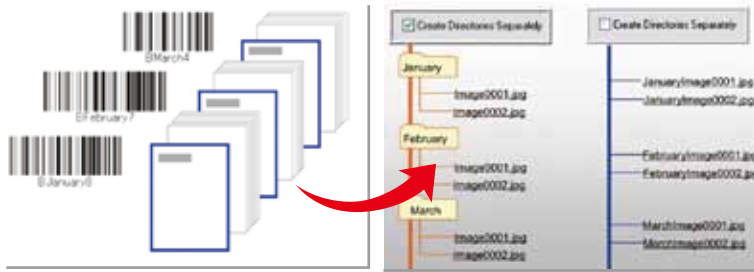 BMarch4
BFebruary7
BJanuary8
Create Directories Separately
January
Image0001.jpg
Image0002.jpg
February
Image0001.jpg
Image0002.jpg
March
Image0001.jpg
Image0002.jpg
Create Directories Separately
JanuaryImage0001.jpg
JanuaryImage0002.jpg
FebruaryImage0001.jpg
FebruaryImage0002.jpg
MarchImage0001.jpg
MarchImage0002.jpg